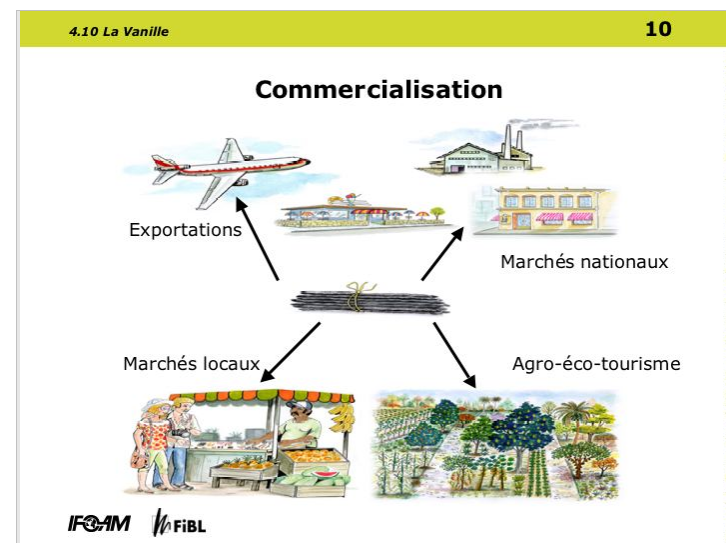 4.10 La Vanille
10
Commercialisation
Exportations
Marchés nationaux
Marchés locaux
Agro-éco-tourisme
IFOAM
FiBL